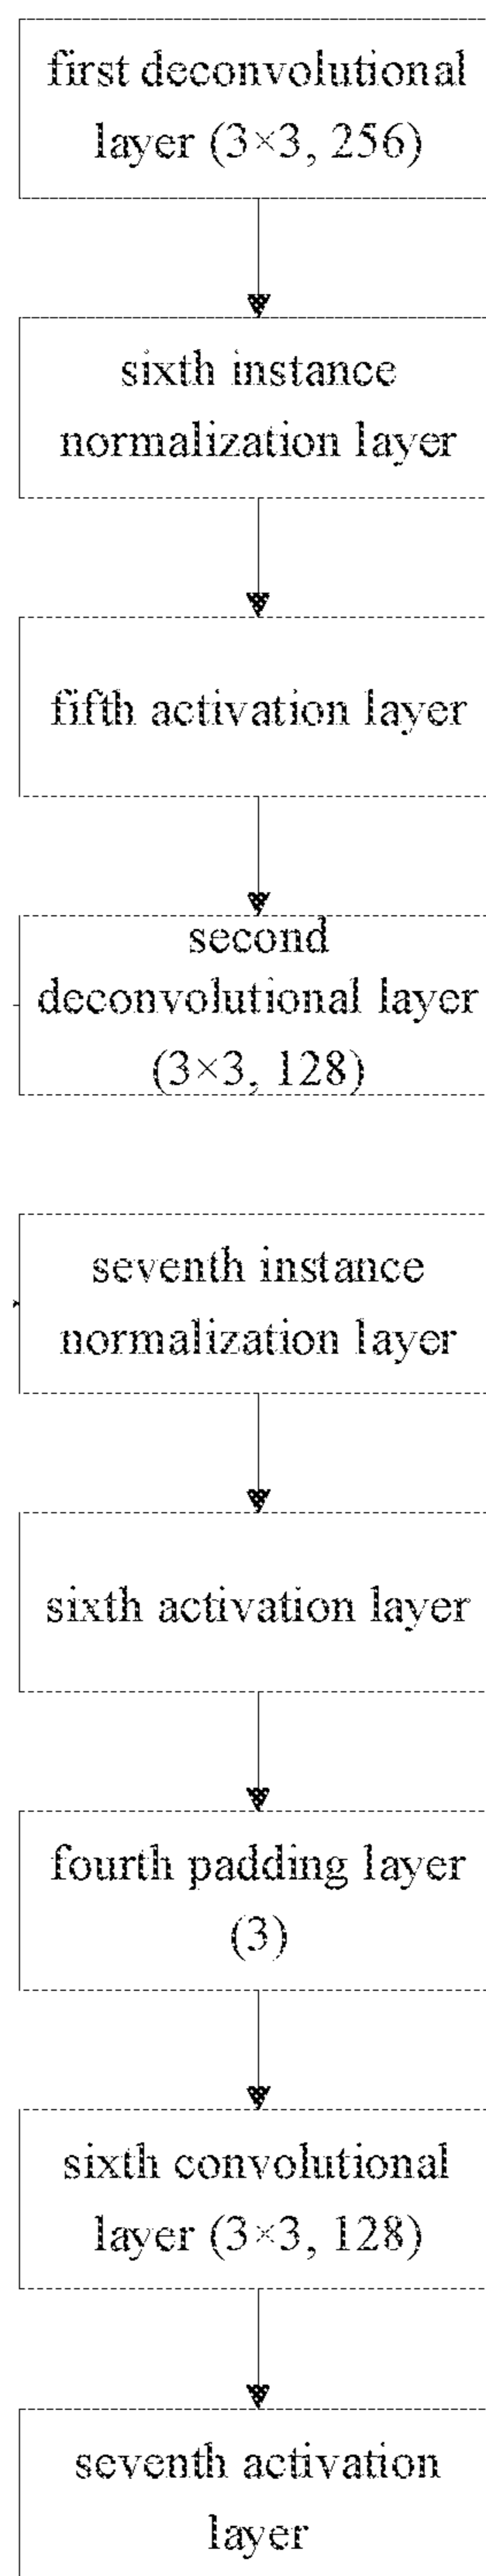 first deconvolutional
layer (3×3, 256)
sixth instance
normalization layer
fifth activation layer
second
deconvolutional layer
(3×3, 128)
seventh instance
normalization layer
sixth activation layer
fourth padding layer
(3)
sixth convolutional
layer (3×3, 128)
seventh activation
layer